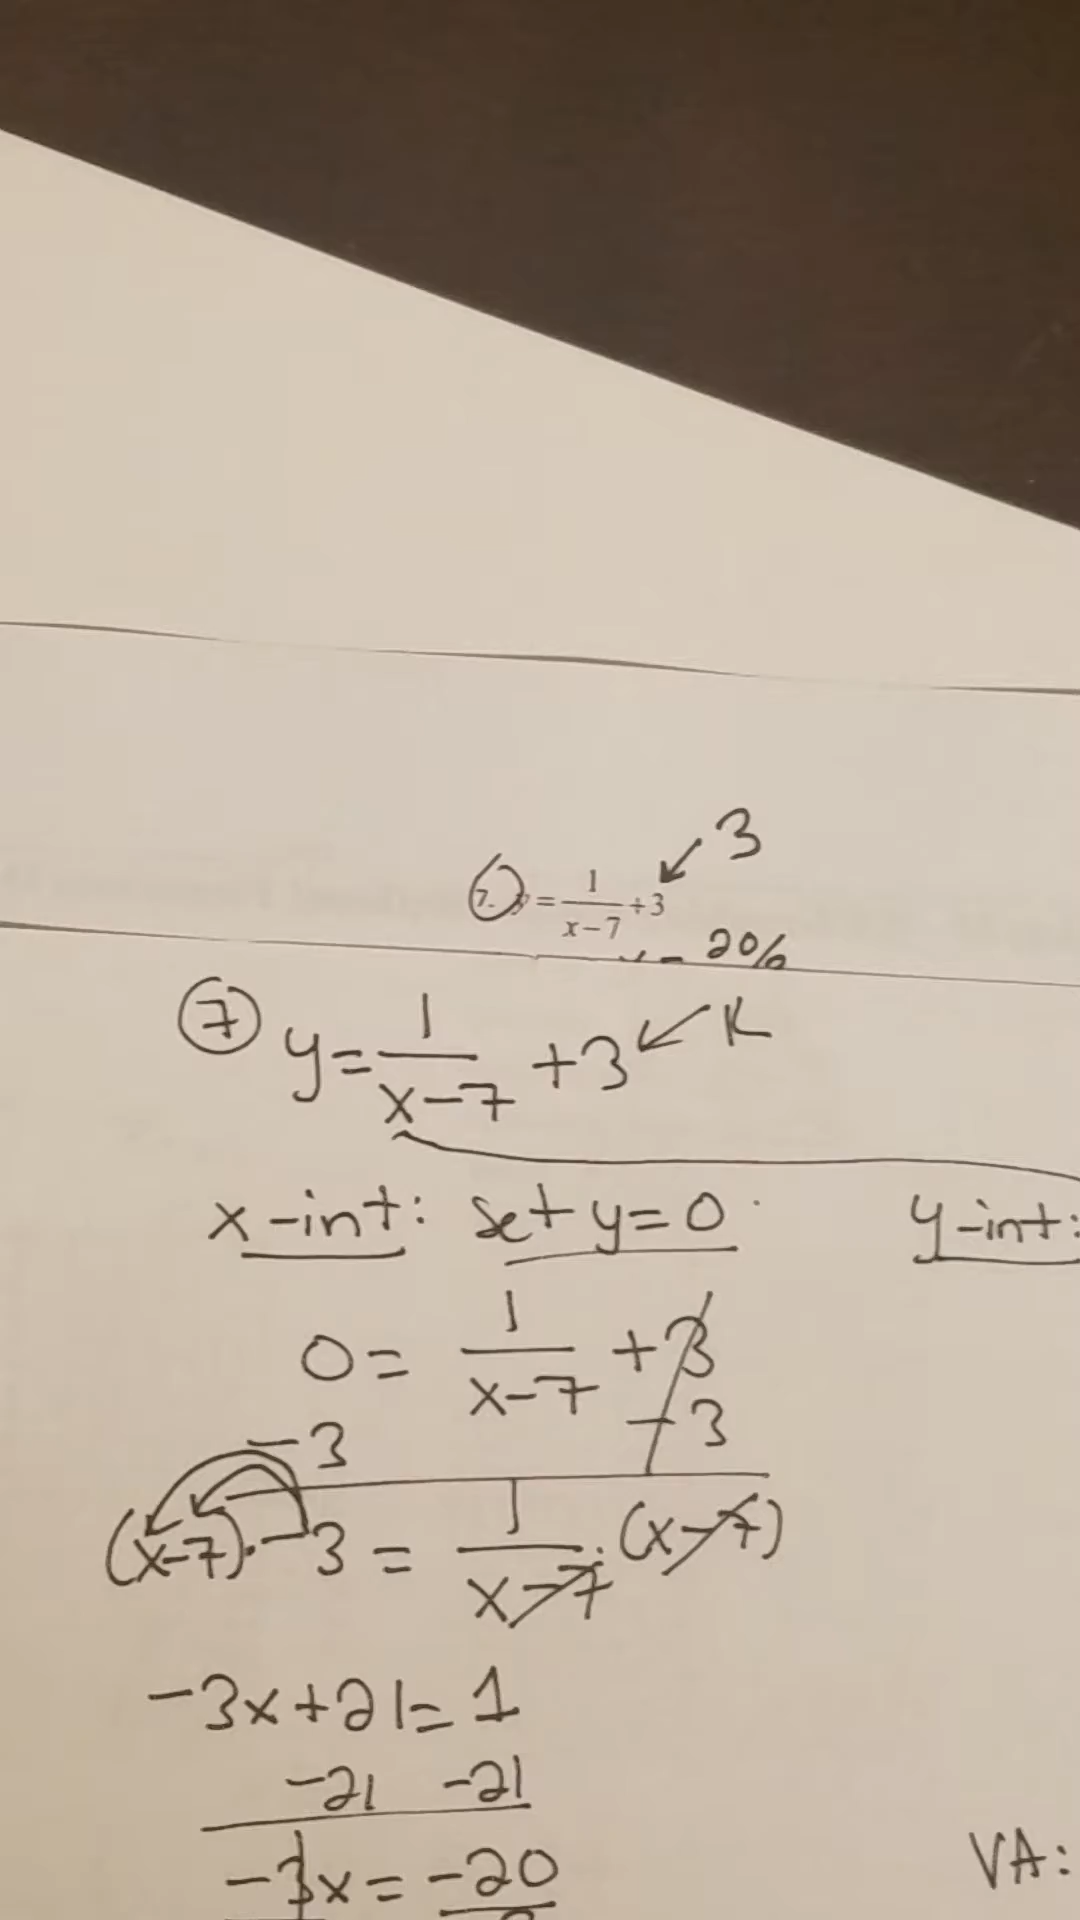 3
7. y = 1/(x-7) +3
20%
⑦ y = 1/(x-7) +3 ← k
x-int: set y=0
y-int:
0 = 1/(x-7) +3
-3 -3
(x-7)·-3 = 1/(x-7)·(x-7)
-3x+21=1
-21 -21
-3x = -20
VA: